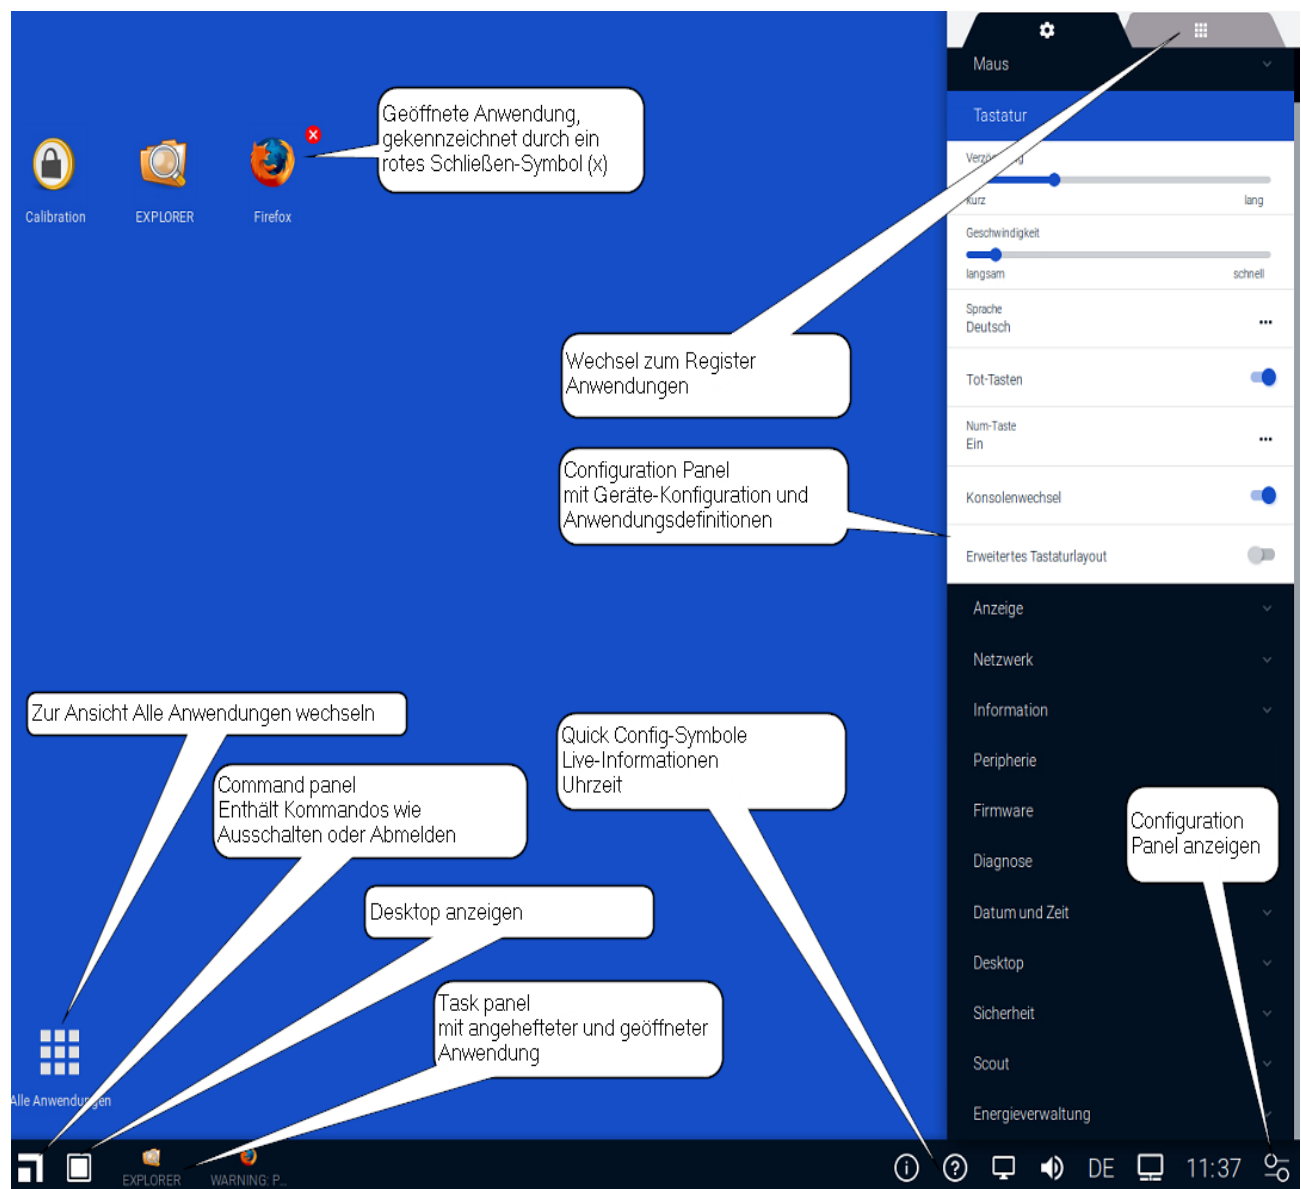 Maus
Geöffnete Anwendung,
gekennzeichnet durch ein
rotes Schließen-Symbol (x)
Tastatur
kurz
lang
Calibration
EXPLORER
Firefox
Geschwindigkeit
langsam
schnell
Sprache
Deutsch
Wechsel zum Register
Anwendungen
Tot-Tasten
Num-Taste
Ein
Configuration Panel
mit Geräte-Konfiguration und
Anwendungsdefinitionen
Konsolenwechsel
Erweitertes Tastaturlayout
Anzeige
Netzwerk
Information
Peripherie
Firmware
Diagnose
Datum und Zeit
Desktop
Sicherheit
Scout
Energieverwaltung
Zur Ansicht Alle Anwendungen wechseln
Quick Config-Symbole
Live-Informationen
Uhrzeit
Command panel
Enthält Kommandos wie
Ausschalten oder Abmelden
Configuration
Panel anzeigen
Desktop anzeigen
Task panel
mit angehefteter und geöffneter
Anwendung
Alle Anwendungen
EXPLORER
WARNING: P...
DE
11:37